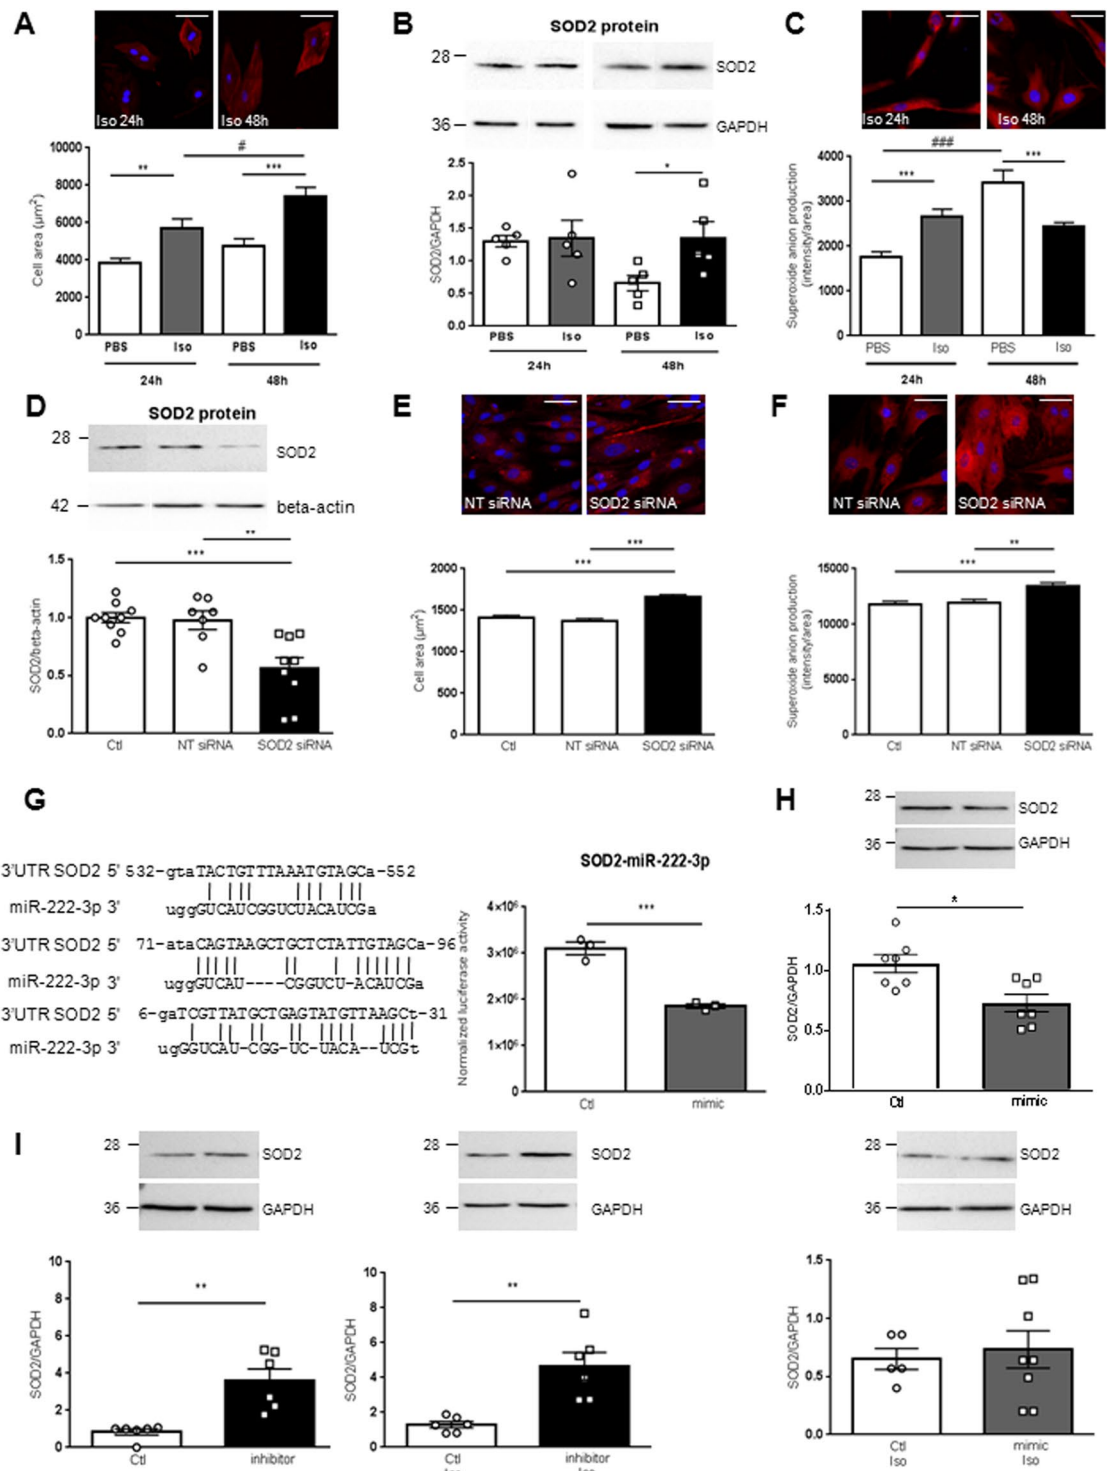 A
Iso 24h
Iso 48h
#
**
***
10000
8000
6000
4000
2000
0
Cell area (µm²)
PBS Iso PBS Iso
24h 48h
B
SOD2 protein
28
SOD2
36
GAPDH
2.5
2.0
1.5
1.0
0.5
0.0
SOD2/GAPDH
*
PBS Iso PBS Iso
24h 48h
C
Iso 24h
Iso 48h
###
***
***
4000
3000
2000
1000
0
Superoxide anion production
(intensity/area)
PBS Iso PBS Iso
24h 48h
D
SOD2 protein
28
SOD2
42
beta-actin
**
***
1.5
1.0
0.5
0.0
SOD2/beta-actin
Ctl NT siRNA SOD2 siRNA
E
NT siRNA
SOD2 siRNA
***
***
2000
1500
1000
500
0
Cell area (µm²)
Ctl NT siRNA SOD2 siRNA
F
NT siRNA
SOD2 siRNA
**
***
15000
10000
5000
0
Superoxide anion production
(intensity/area)
Ctl NT siRNA SOD2 siRNA
G
3'UTR SOD2 5' 532-gtaTACTGTTTAAATGTAGCa-552
miR-222-3p 3' uggGUCAUCGGUCUACAUCGa
3'UTR SOD2 5' 71-ataCAGTAAGCTGCTCTATTGTAGCa-96
miR-222-3p 3' uggGUCAU----CGGUCU-ACAUCGa
3'UTR SOD2 5' 6-gaTCGTTATGCTGAGTATGTTAAGCt-31
miR-222-3p 3' ugGGUCAU-CGG-UC-UACA--UCGt
SOD2-miR-222-3p
***
4×10⁶
3×10⁶
2×10⁶
1×10⁶
0
Normalized luciferase activity
Ctl mimic
H
28
SOD2
36
GAPDH
*
1.5
1.0
0.5
0.0
SOD2/GAPDH
Ctl mimic
I
28
SOD2
36
GAPDH
**
10
8
6
4
2
0
SOD2/GAPDH
Ctl inhibitor
28
SOD2
36
GAPDH
**
10
8
6
4
2
0
SOD2/GAPDH
Ctl inhibitor
Iso Iso
28
SOD2
36
GAPDH
1.5
1.0
0.5
0.0
SOD2/GAPDH
Ctl mimic
Iso Iso